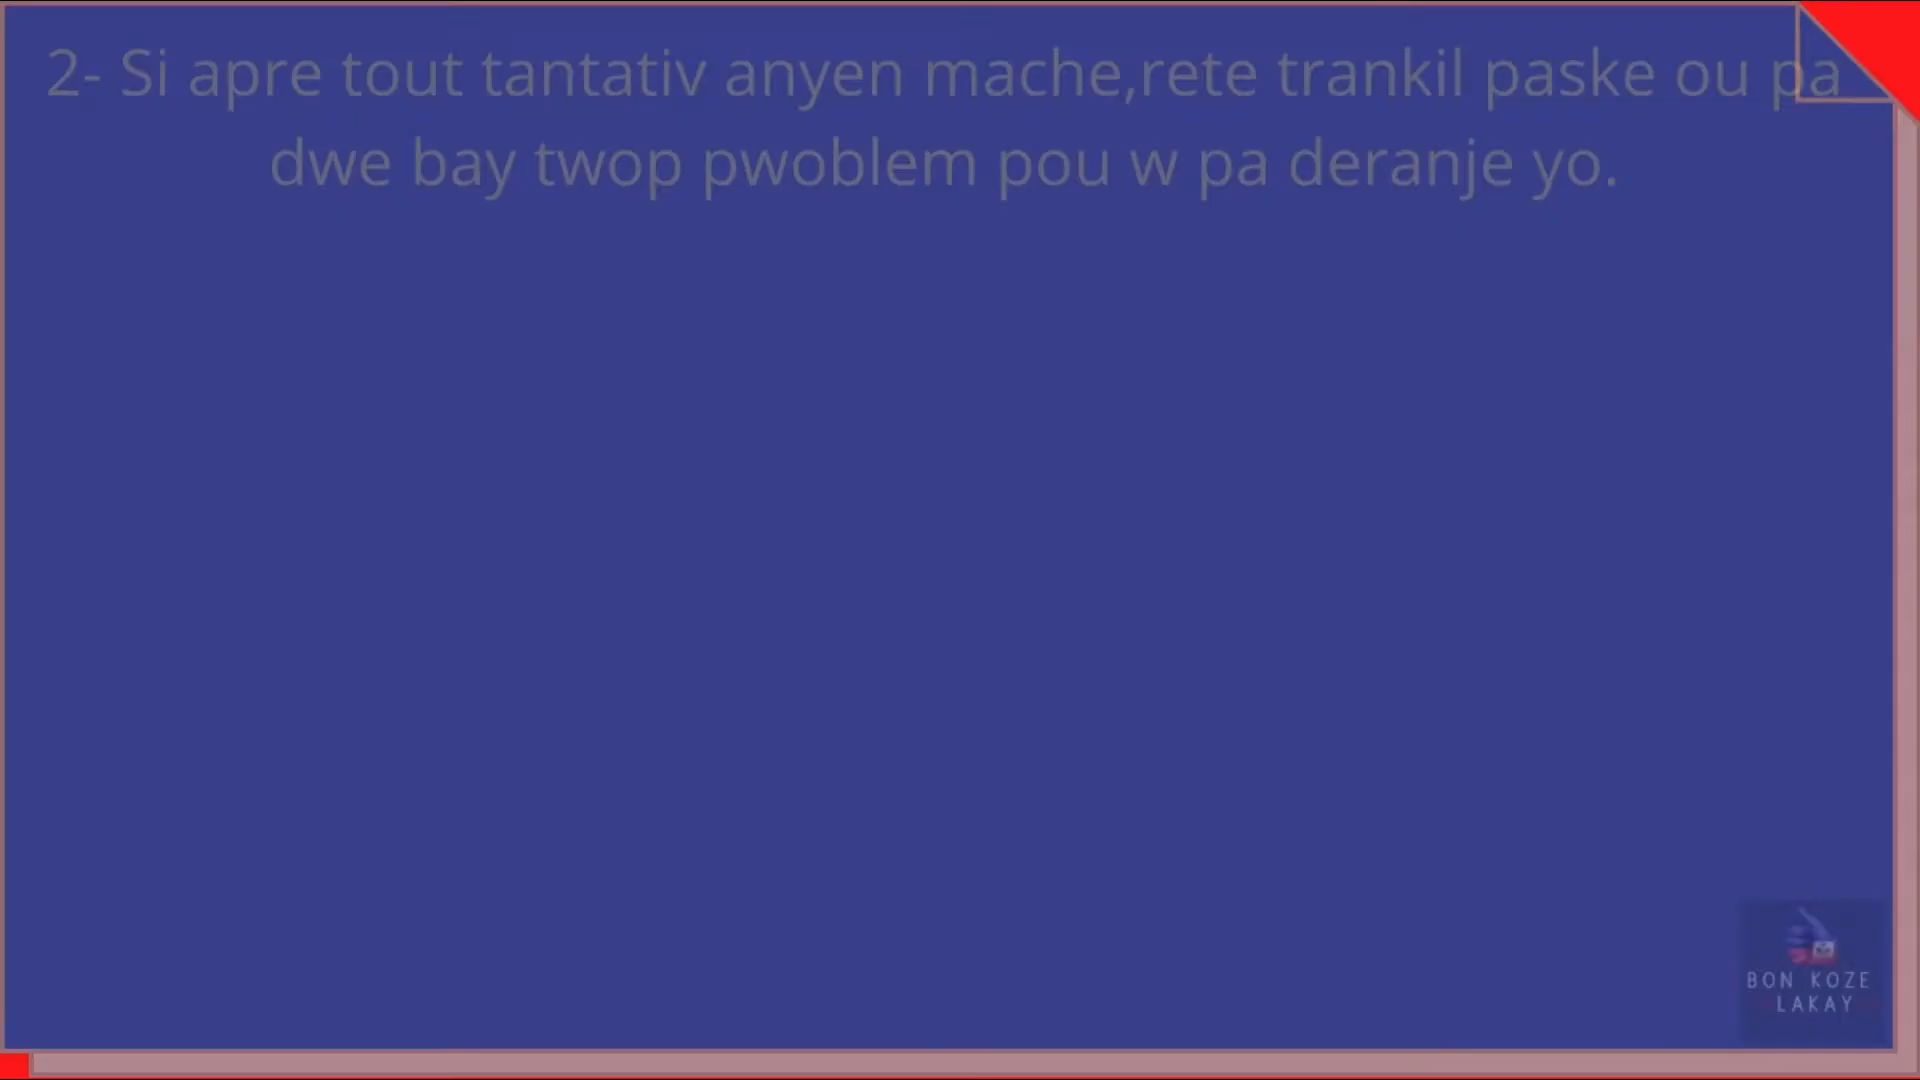 2- Si apre tout tantativ anyen mache,rete trankil paske ou pa
dwe bay twop pwoblem pou w pa deranje yo.
BON KOZE
LAKAY